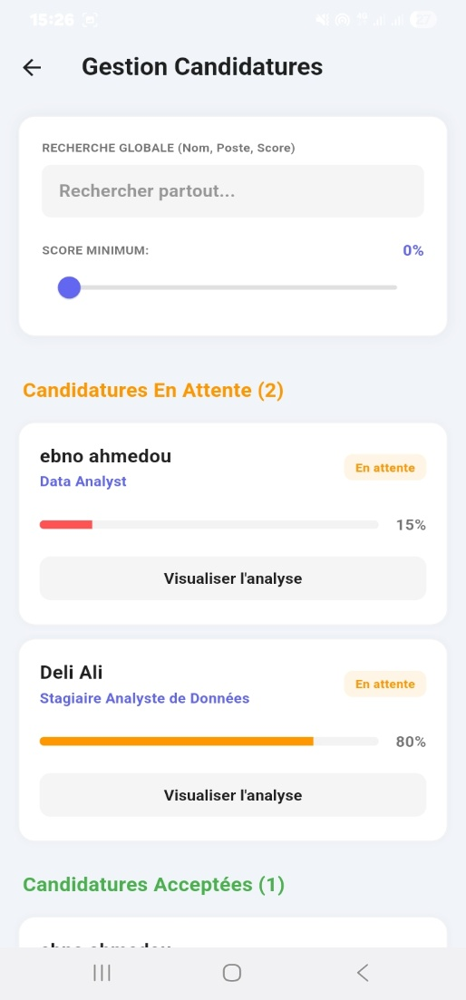 15:26
Gestion Candidatures
RECHERCHE GLOBALE (Nom, Poste, Score)
Rechercher partout...
SCORE MINIMUM:
0%
Candidatures En Attente (2)
ebno ahmedou
En attente
Data Analyst
15%
Visualiser l'analyse
Deli Ali
En attente
Stagiaire Analyste de Données
80%
Visualiser l'analyse
Candidatures Acceptées (1)